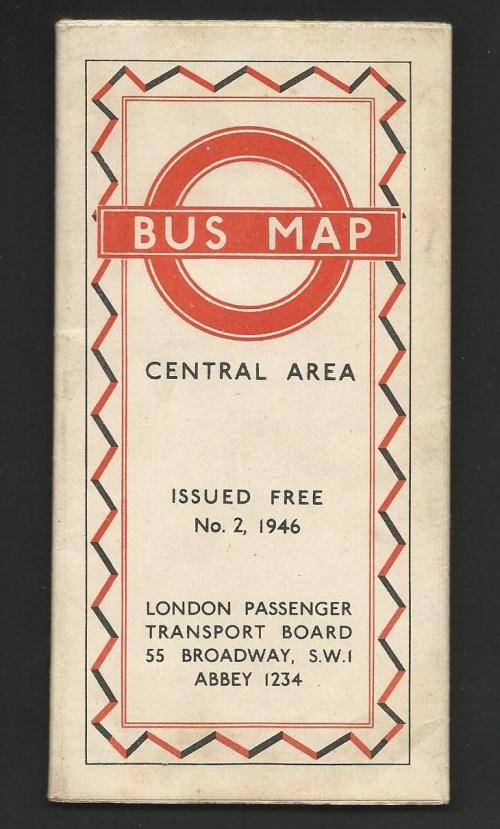 BUS MAP
CENTRAL AREA
ISSUED FREE
No. 2, 1946
LONDON PASSENGER
TRANSPORT BOARD
55 BROADWAY, S.W.1
ABBEY 1234